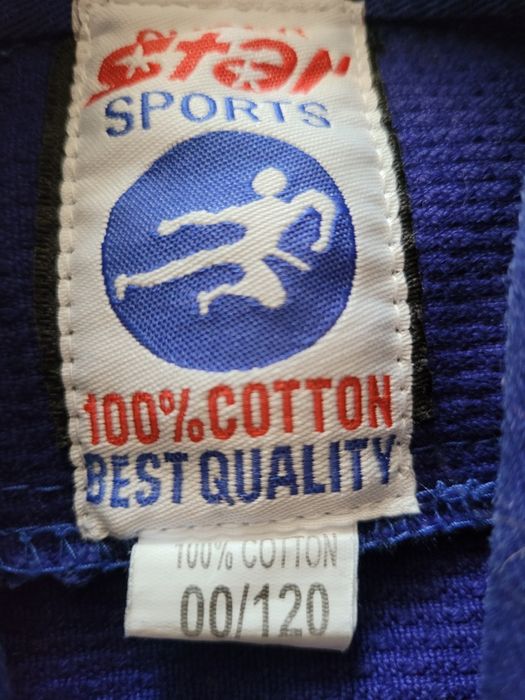 Star
SPORTS
100% COTTON
BEST QUALITY
100% COTTON
00/120